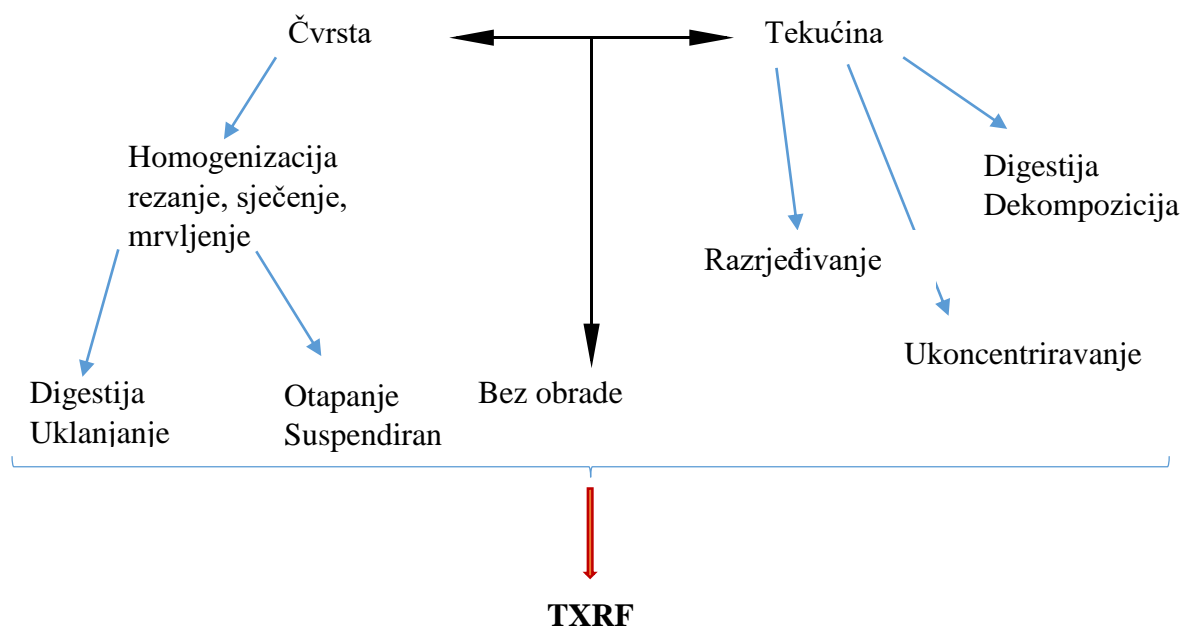 Čvrsta
Tekućina
Homogenizacija
rezanje, sječenje,
mrvljenje
Digestija
Dekompozicija
Razrjeđivanje
Ukoncentriravanje
Digestija
Uklanjanje
Otapanje
Suspendiran
Bez obrade
TXRF